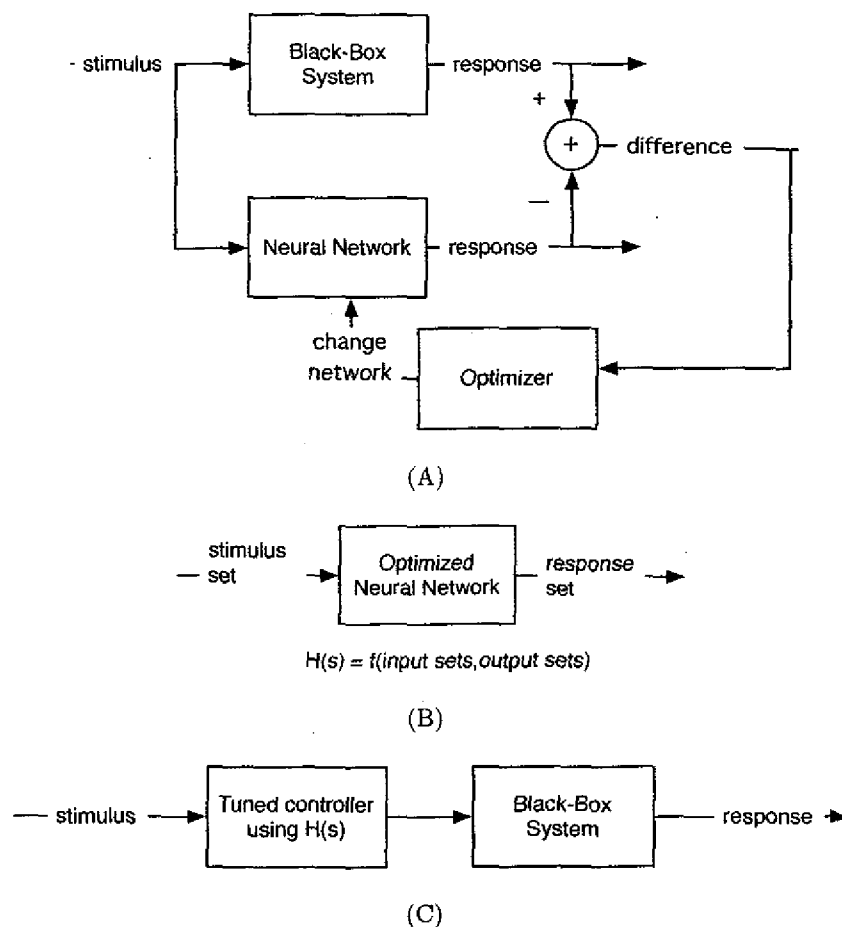 stimulus
Black-Box
System
response
+
+
difference
—
Neural Network
response
change
network
Optimizer
(A)
stimulus
set
Optimized
Neural Network
response
set
H(s) = f(input sets,output sets)
(B)
stimulus
Tuned controller
using H(s)
Black-Box
System
response
(C)